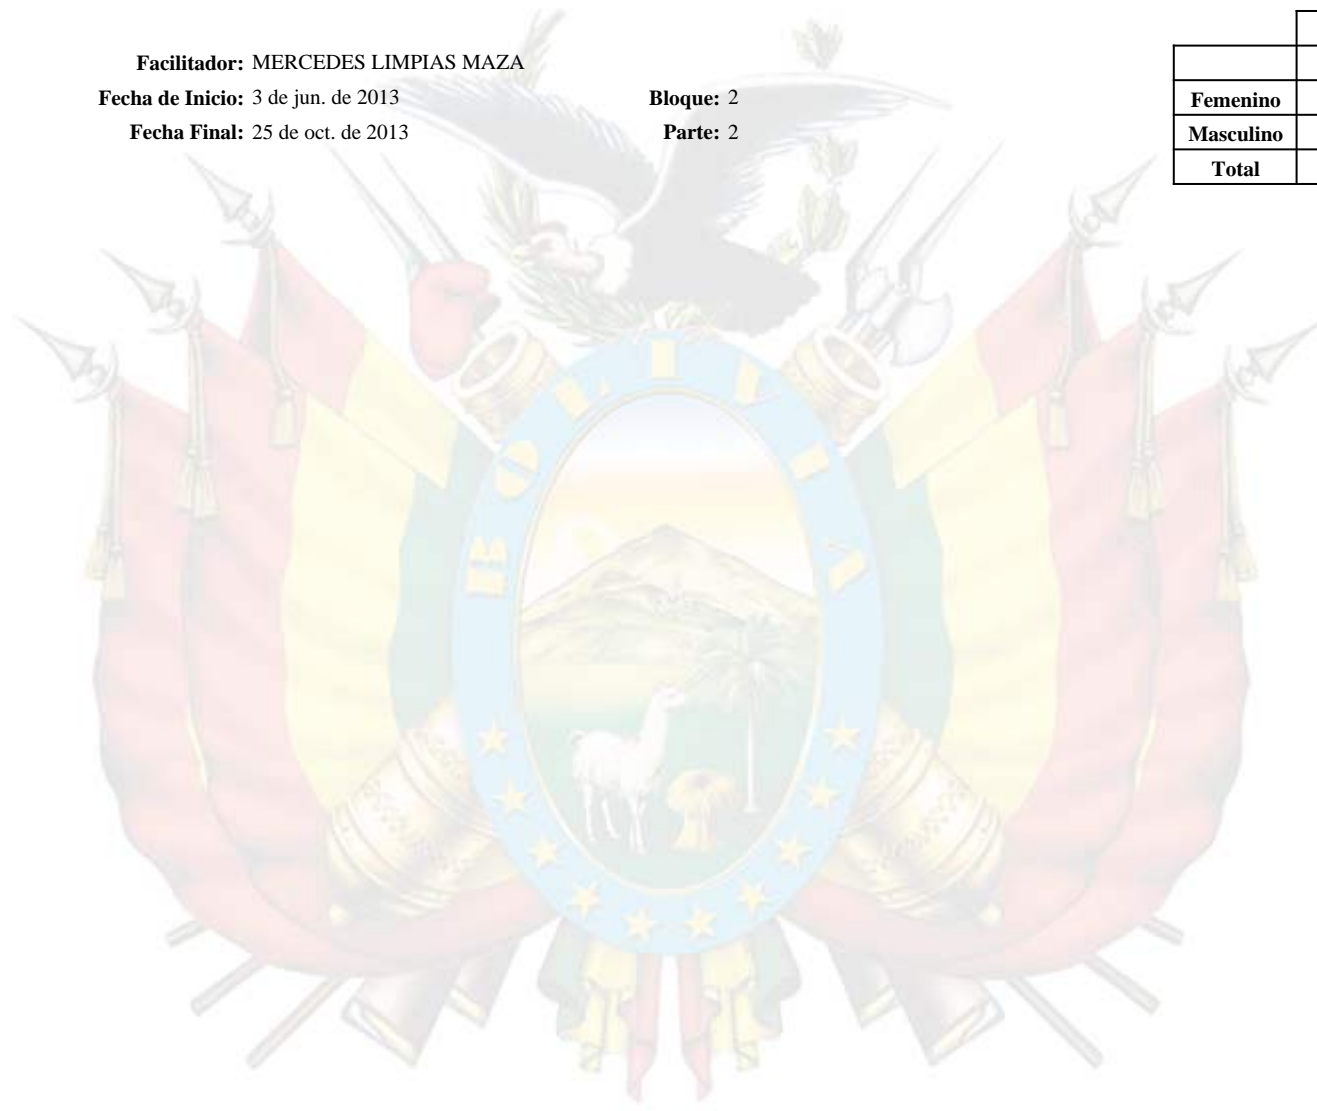 Facilitador: MERCEDES LIMPIAS MAZA
Fecha de Inicio: 3 de jun. de 2013 Bloque: 2
Fecha Final: 25 de oct. de 2013 Parte: 2
Femenino
Masculino
Total
BOLIVIA